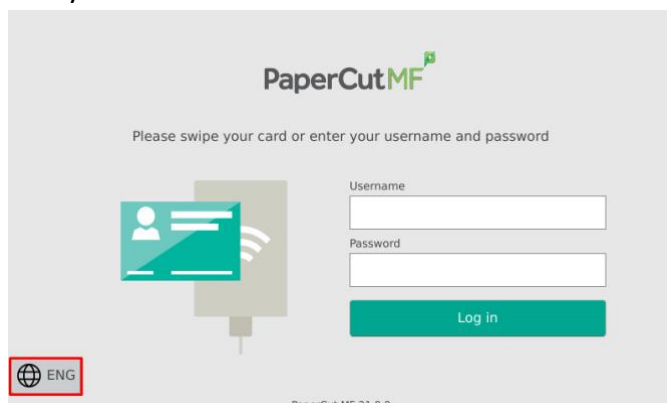 PaperCutMF
Please swipe your card or enter your username and password
Username
Password
Log in
ENG